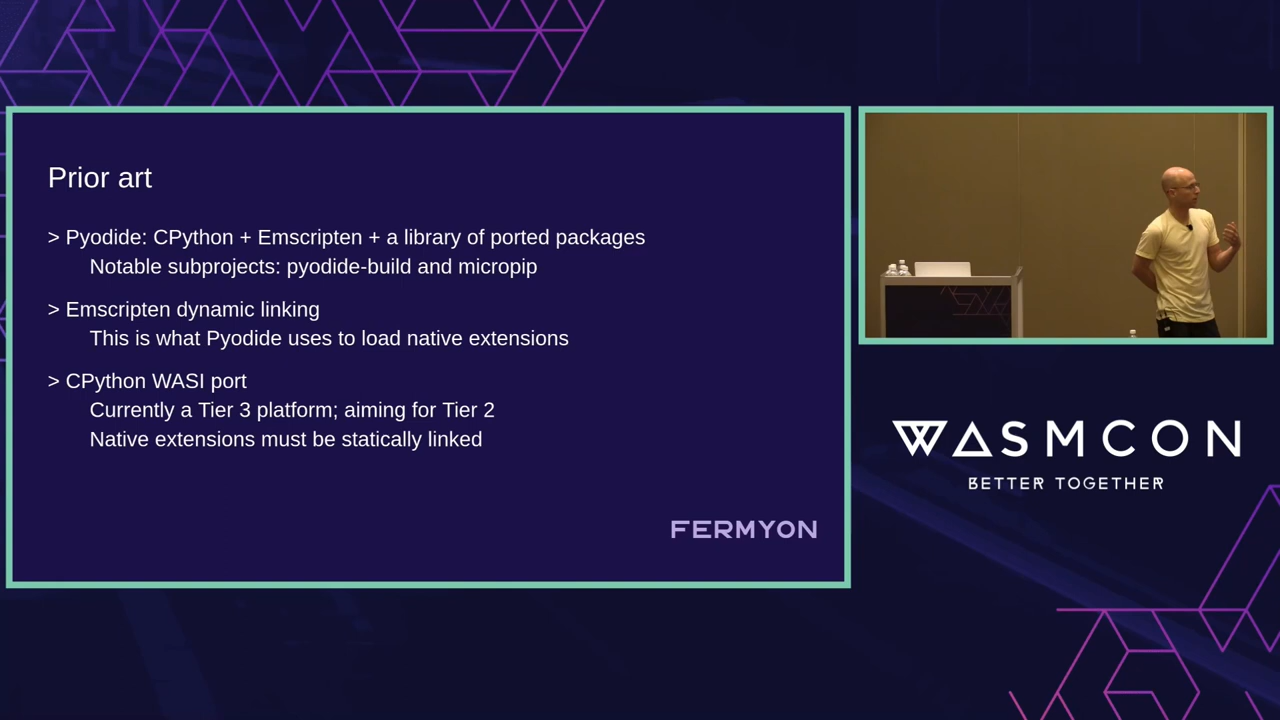 Prior art
> Pyodide: CPython + Emscripten + a library of ported packages
Notable subprojects: pyodide-build and micropip
> Emscripten dynamic linking
This is what Pyodide uses to load native extensions
> CPython WASI port
Currently a Tier 3 platform; aiming for Tier 2
Native extensions must be statically linked
FERMYON
WASMCON
BETTER TOGETHER